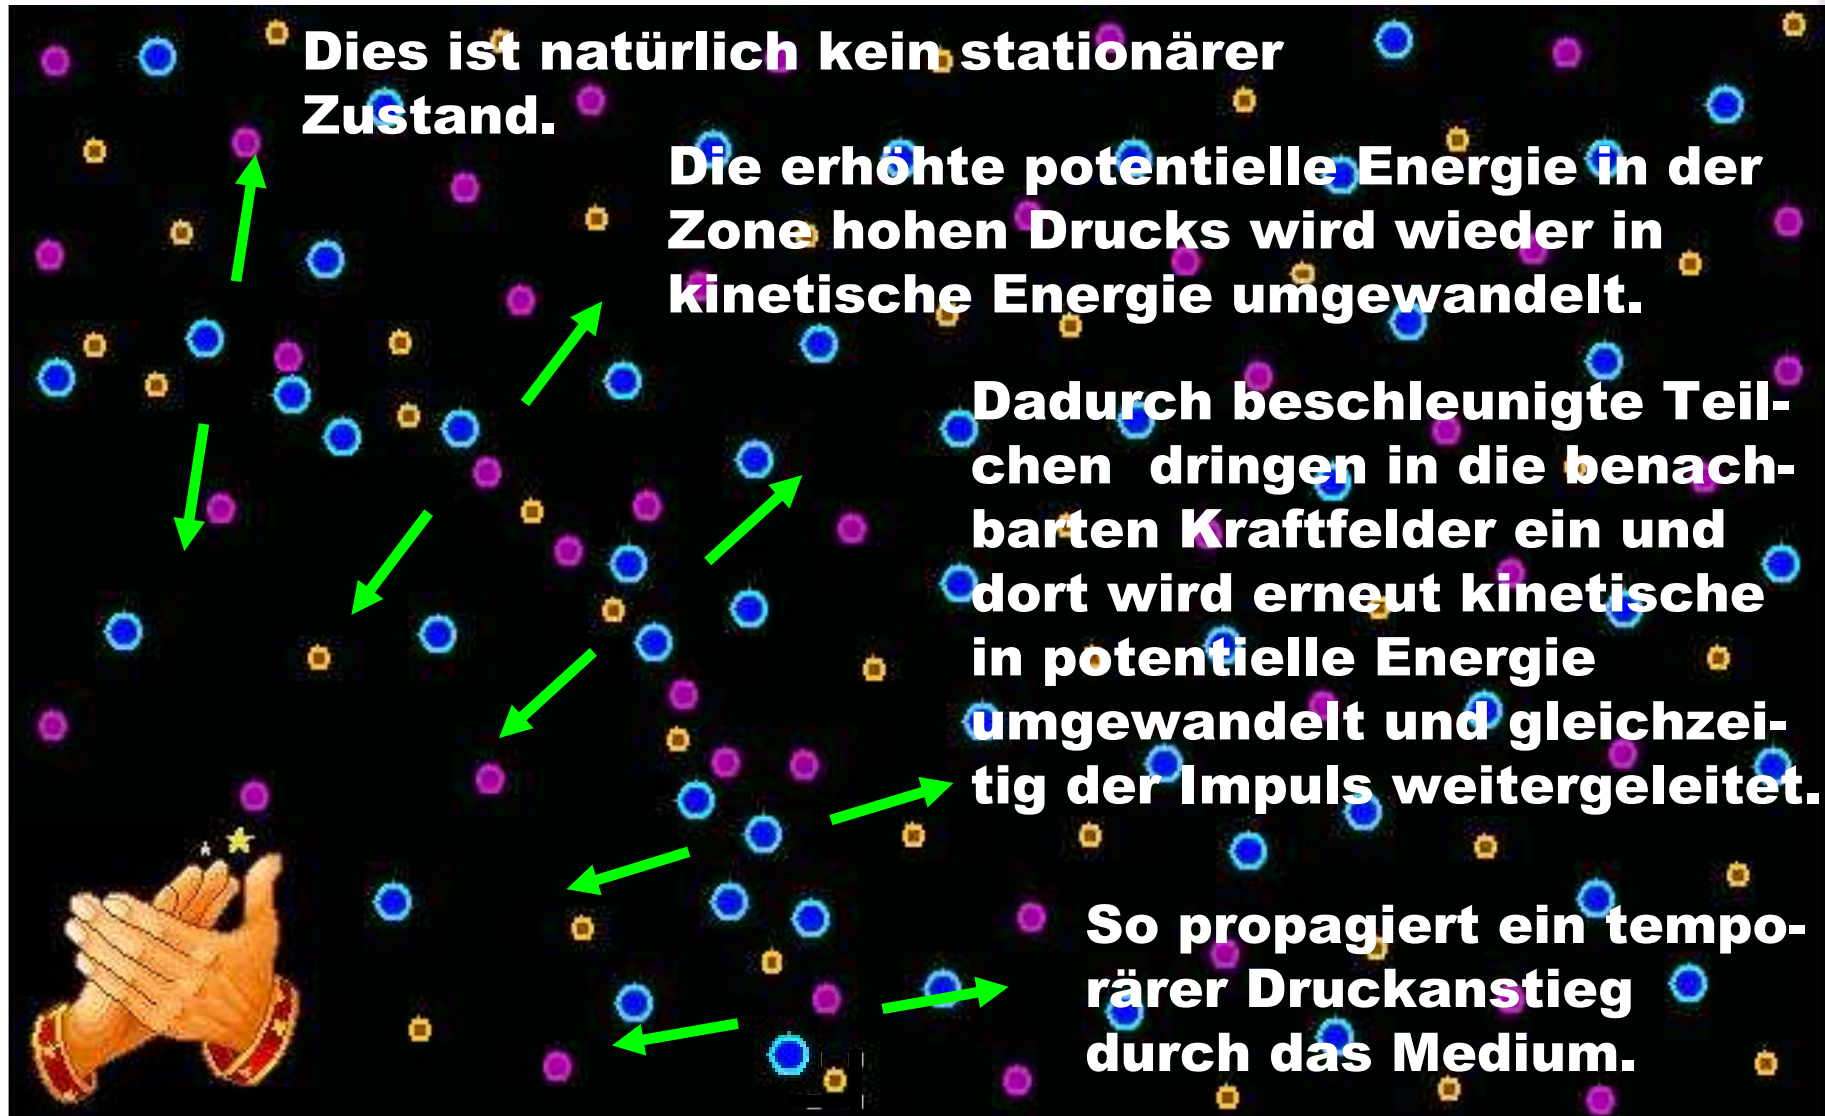 Dies ist natürlich kein stationärer
Zustand.
Die erhöhte potentielle Energie in der
Zone hohen Drucks wird wieder in
kinetische Energie umgewandelt.
Dadurch beschleunigte Teil-
chen  dringen in die benach-
barten Kraftfelder ein und
dort wird erneut kinetische
in potentielle Energie
umgewandelt und gleichzei-
tig der Impuls weitergeleitet.
So propagiert ein tempo-
rärer Druckanstieg
durch das Medium.